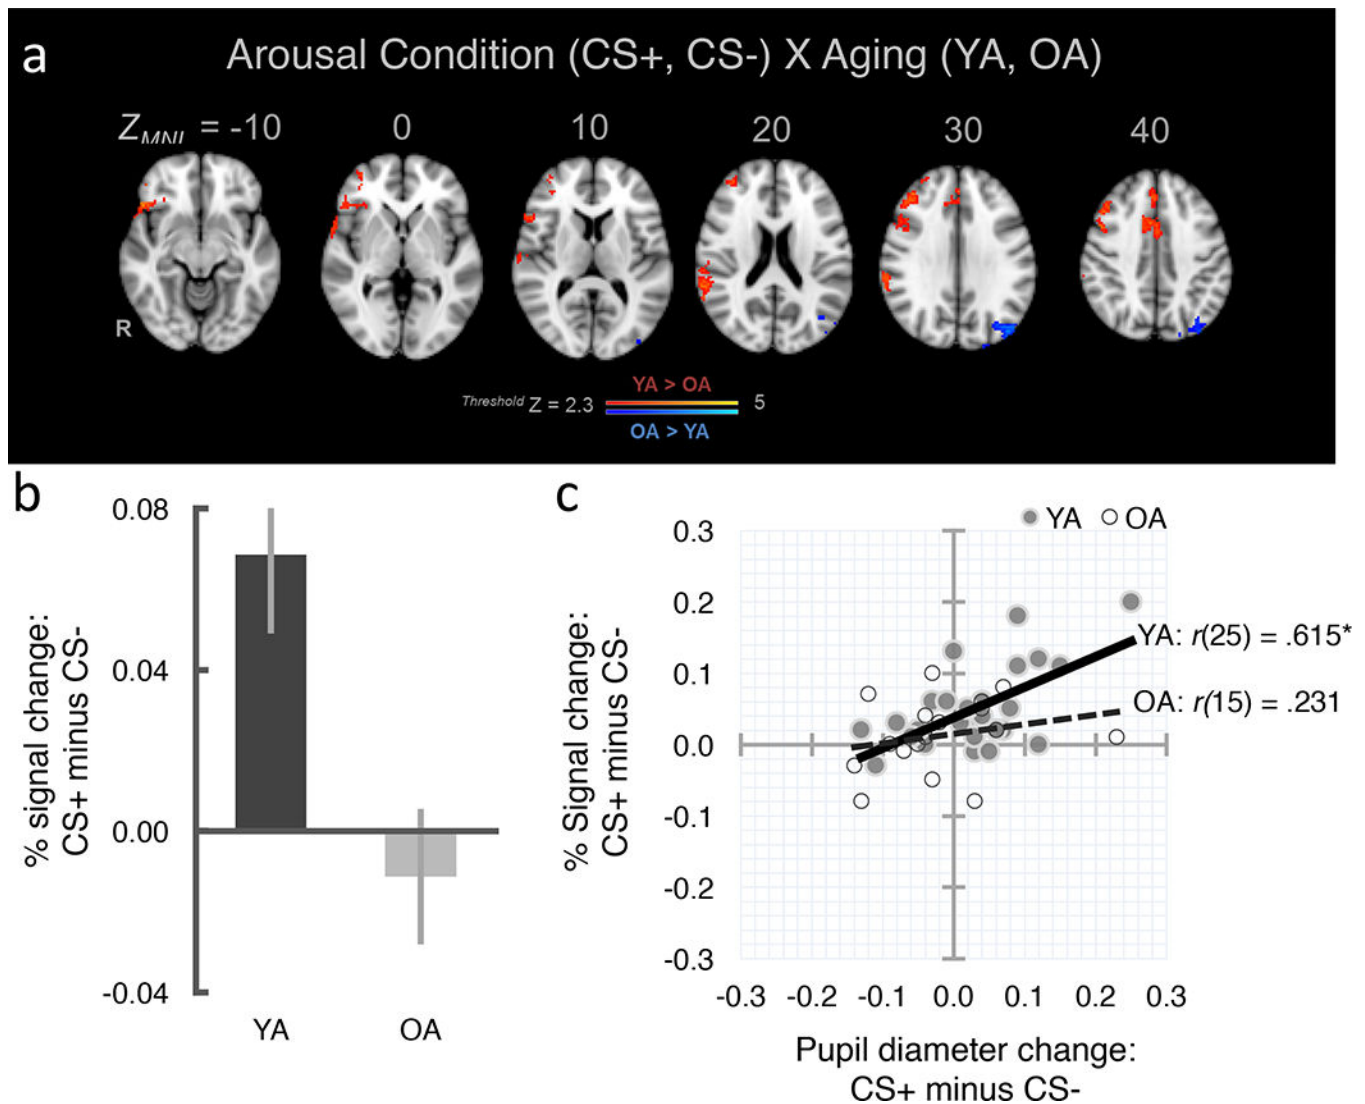 a
Arousal Condition (CS+, CS-) X Aging (YA, OA)
Z MNI = -10 0 10 20 30 40
R
YA > OA
Threshold Z = 2.3 5
OA > YA
b
0.08
0.04
0.00
-0.04
% signal change:
CS+ minus CS-
YA OA
c
YA OA
0.3
0.2
0.1
0.0
-0.1
-0.2
-0.3
% Signal change:
CS+ minus CS-
YA: r(25) = .615*
OA: r(15) = .231
-0.3 -0.2 -0.1 0.0 0.1 0.2 0.3
Pupil diameter change:
CS+ minus CS-